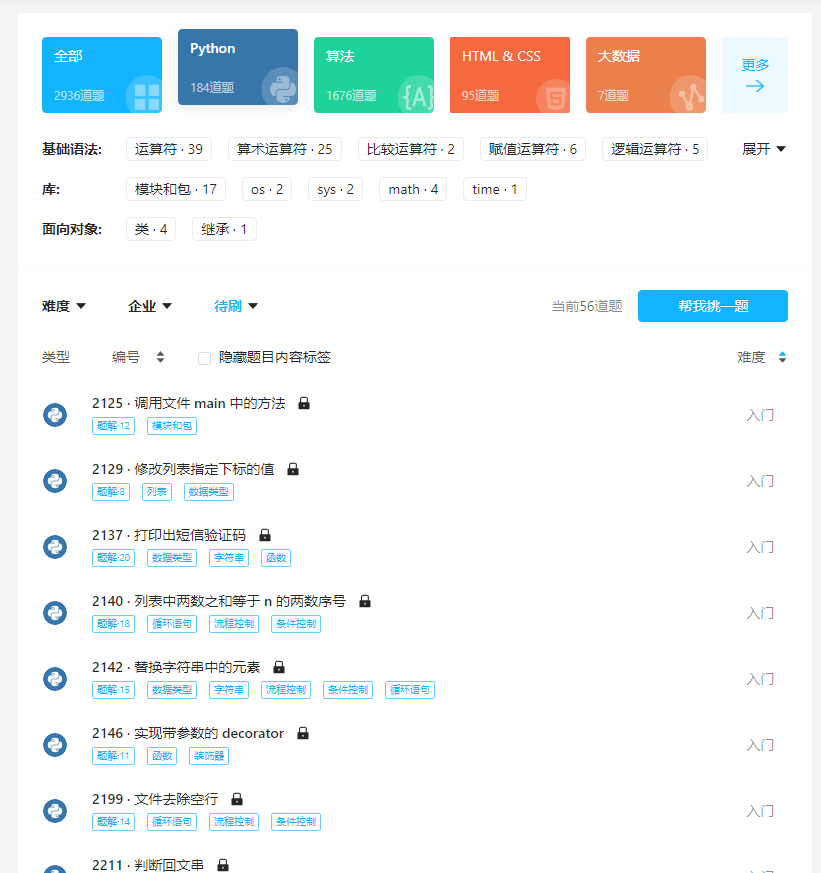 全部 Python 算法 HTML & CSS 大数据 更多
2936道题 184道题 1676道题 95道题 7道题
基础语法: 运算符 · 39 算术运算符 · 25 比较运算符 · 2 赋值运算符 · 6 逻辑运算符 · 5 展开
库: 模块和包 · 17 os · 2 sys · 2 math · 4 time · 1
面向对象: 类 · 4 继承 · 1
难度 企业 待刷 当前56道题 帮我挑一题
类型 编号 隐藏题目内容标签 难度
2125 · 调用文件 main 中的方法
题解·12 模块和包 入门
2129 · 修改列表指定下标的值
题解·8 列表 数据类型 入门
2137 · 打印出短信验证码
题解·20 数据类型 字符串 函数 入门
2140 · 列表中两数之和等于 n 的两数序号
题解·18 循环语句 流程控制 条件控制 入门
2142 · 替换字符串中的元素
题解·15 数据类型 字符串 流程控制 条件控制 循环语句 入门
2146 · 实现带参数的 decorator
题解·11 函数 装饰器 入门
2199 · 文件去除空行
题解·14 循环语句 流程控制 条件控制 入门
2211 · 判断回文串